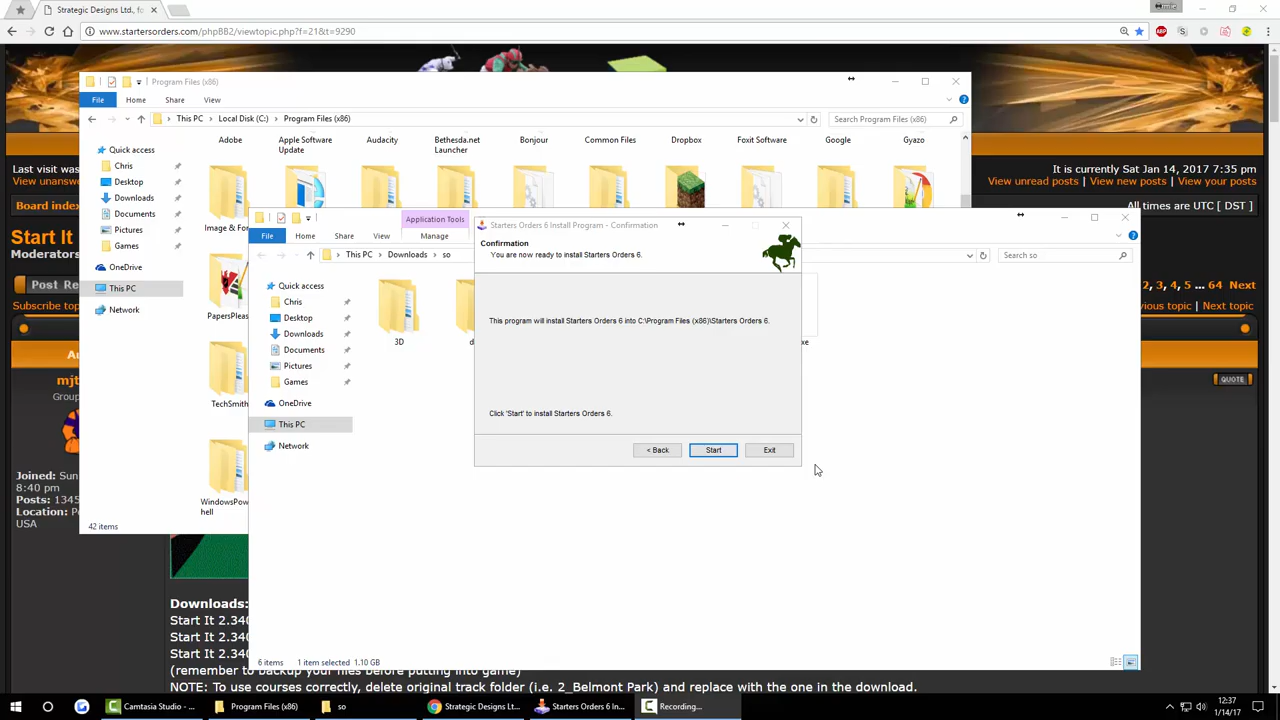 Strategic Designs Ltd., fo
www.startersorders.com/phpBB2/viewtopic.php?f=21&t=9290
ABP
Program Files (x86)
File Home Share View
This PC Local Disk (C:) Program Files (x86)
Search Program Files (x86)
Quick access
Chris
Desktop
Downloads
Documents
Pictures
Games
OneDrive
This PC
Network
42 items
Adobe
Apple Software
Update
Audacity
Bethesda.net
Launcher
Bonjour
Common Files
Dropbox
Foxit Software
Google
Gyazo
Image & For
PapersPleas
TechSmith
WindowsPow
hell
Last visit was
View unansw
It is currently Sat Jan 14, 2017 7:35 pm
View unread posts | View new posts | View your posts
Board index
All times are UTC [ DST ]
Start It
Moderators
Post Re
2, 3, 4, 5 ... 64 Next
Subscribe top
vious topic | Next topic
Au
mjt
Group
QUOTE
Joined: Sun
8:40 pm
Posts: 1345
Location: Pe
USA
Application Tools
File Home Share View Manage
This PC Downloads so
Search so
Quick access
Chris
Desktop
Downloads
Documents
Pictures
Games
OneDrive
This PC
Network
3D
d
xe
6 items 1 item selected 1.10 GB
Starters Orders 6 Install Program - Confirmation
Confirmation
You are now ready to install Starters Orders 6.
This program will install Starters Orders 6 into C:\Program Files (x86)\Starters Orders 6.
Click 'Start' to install Starters Orders 6.
< Back Start Exit
Downloads:
Start It 2.340
Start It 2.340
Start It 2.340
(remember to backup your files before putting into game)
NOTE: To use courses correctly, delete original track folder (i.e. 2_Belmont Park) and replace with the one in the download.
Camtasia Studio - ...
Program Files (x86)
so
Strategic Designs Lt...
Starters Orders 6 In...
Recording...
12:37
1/14/17